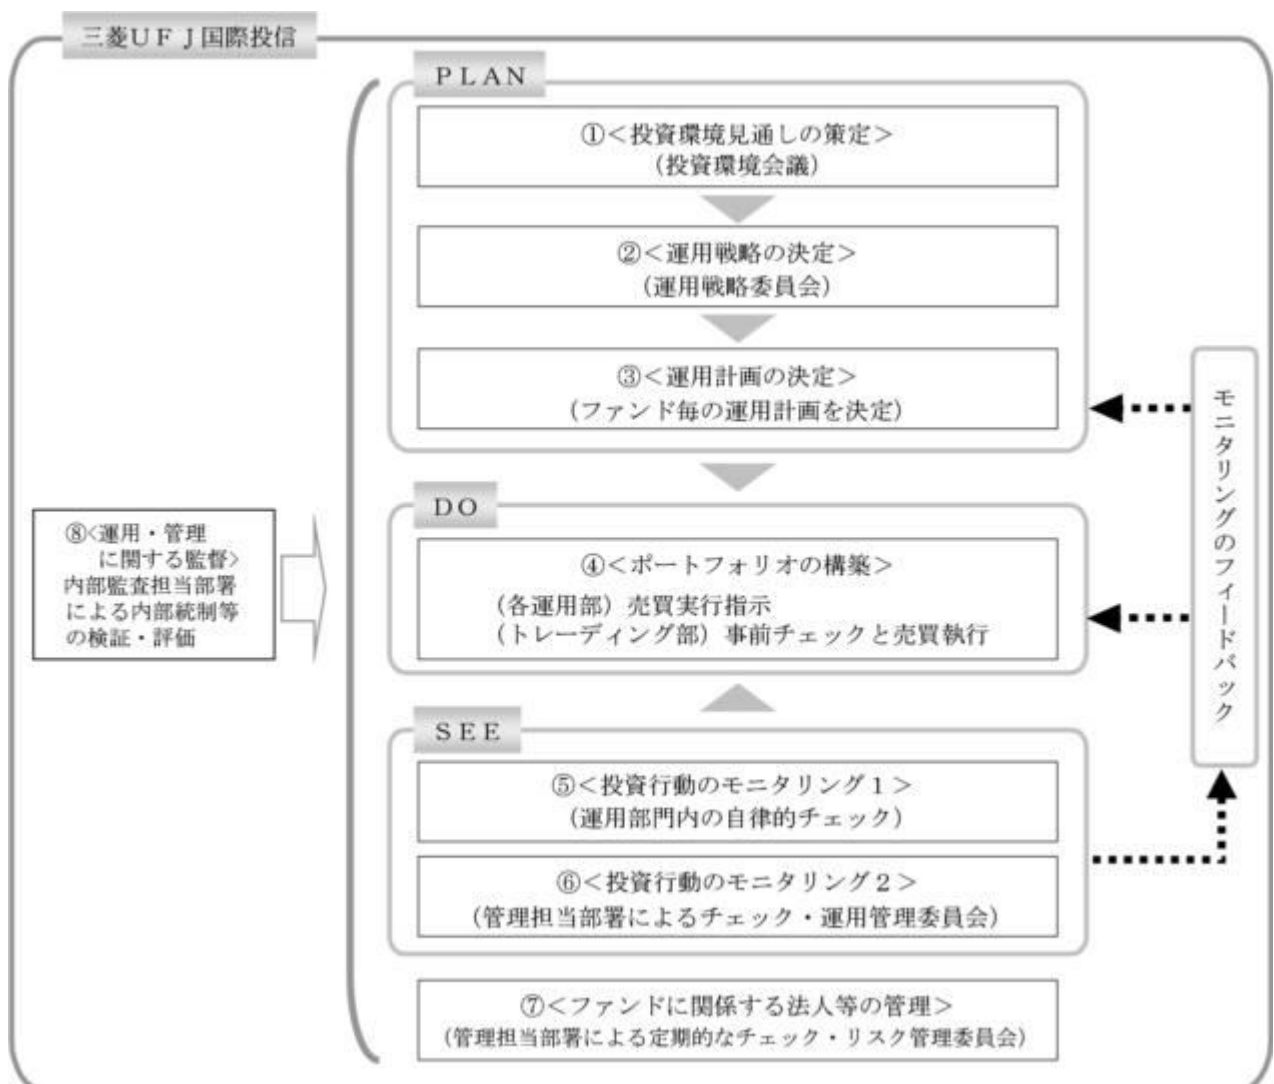 三菱ＵＦＪ国際投信
ＰＬＡＮ
①＜投資環境見通しの策定＞
（投資環境会議）
②＜運用戦略の決定＞
（運用戦略委員会）
③＜運用計画の決定＞
（ファンド毎の運用計画を決定）
ＤＯ
④＜ポートフォリオの構築＞
（各運用部）売買実行指示
（トレーディング部）事前チェックと売買執行
ＳＥＥ
⑤＜投資行動のモニタリング１＞
（運用部門内の自律的チェック）
⑥＜投資行動のモニタリング２＞
（管理担当部署によるチェック・運用管理委員会）
⑦＜ファンドに関係する法人等の管理＞
（管理担当部署による定期的なチェック・リスク管理委員会）
⑧<運用・管理
に関する監督>
内部監査担当部署
による内部統制等
の検証・評価
モニタリングのフィードバック